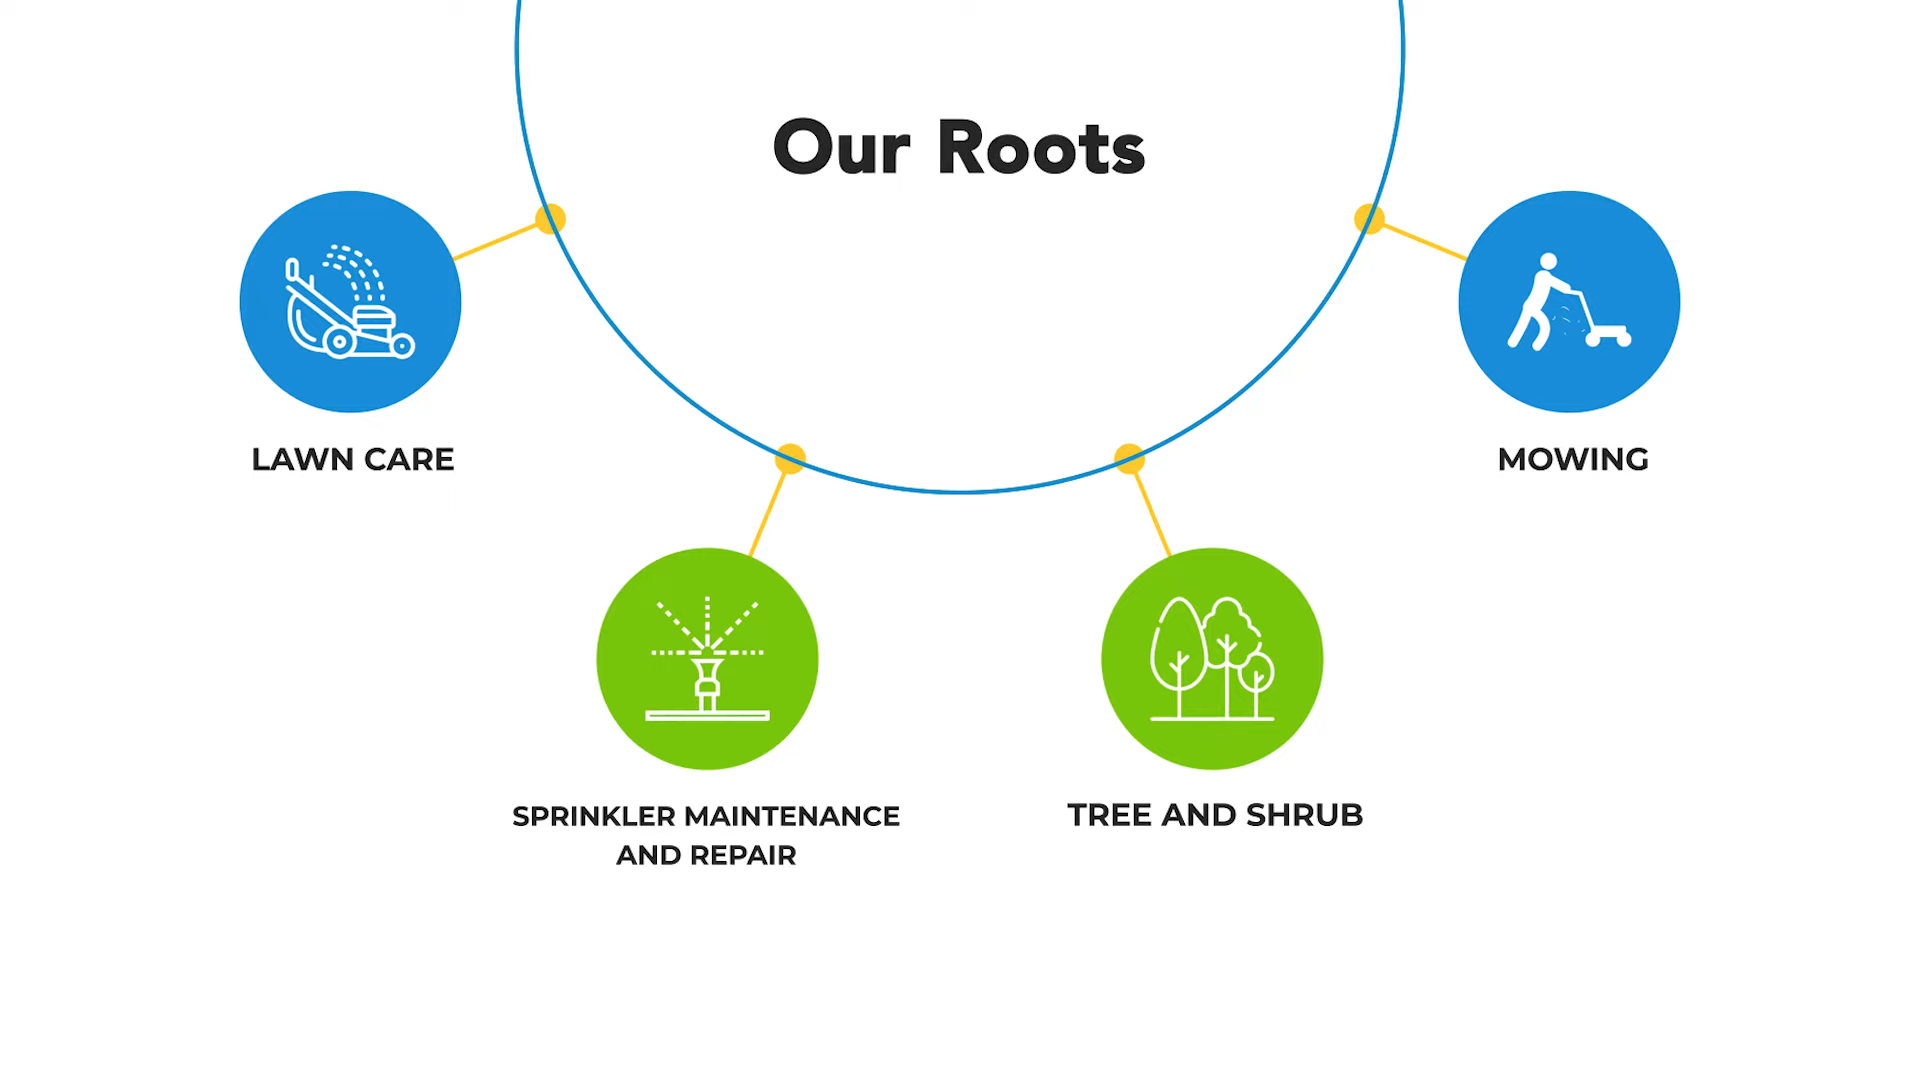 Our Roots
LAWN CARE
MOWING
SPRINKLER MAINTENANCE
AND REPAIR
TREE AND SHRUB